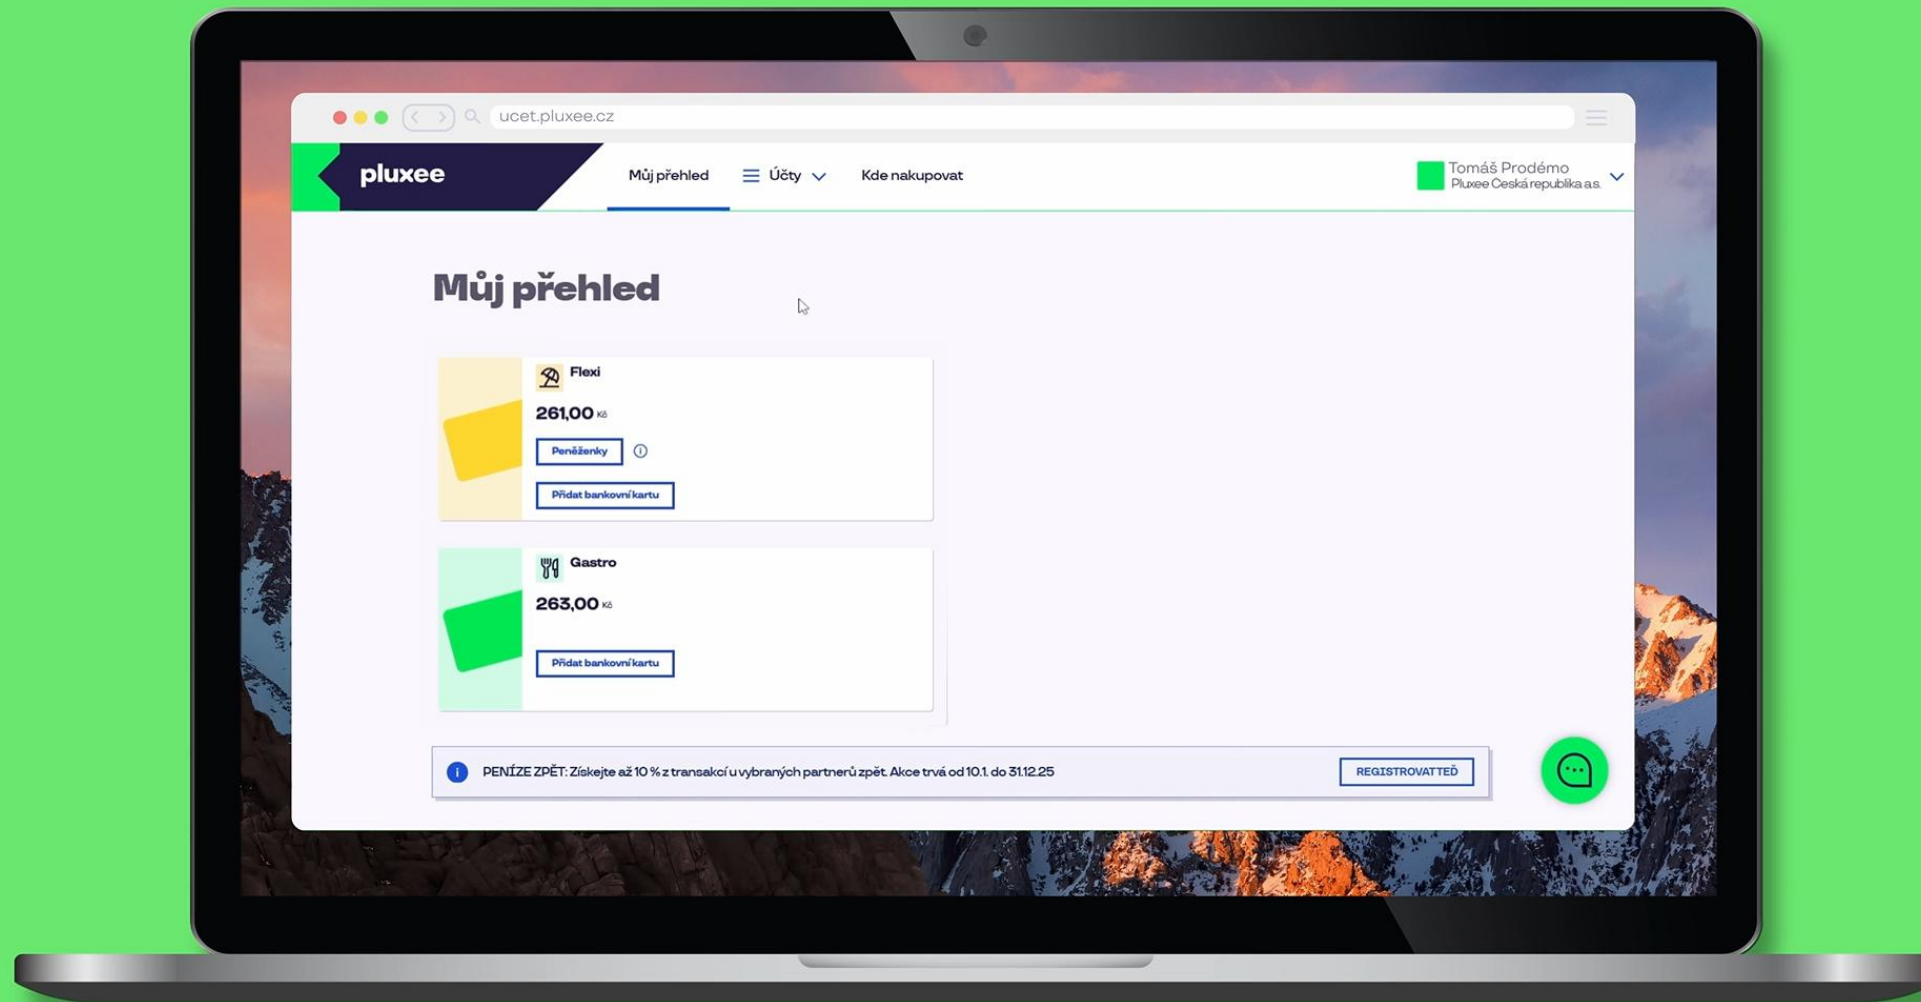 ucet.pluxee.cz
pluxee
Můj přehled
Účty
Kde nakupovat
Tomáš Prodémo
Pluxee Česká republika a.s.
Můj přehled
Flexi
261,00 Kč
Peněženky
Přidat bankovní kartu
Gastro
263,00 Kč
Přidat bankovní kartu
PENÍZE ZPĚT: Získejte až 10 % z transakcí u vybraných partnerů zpět. Akce trvá od 10.1. do 31.12.25
REGISTROVAT TEĎ